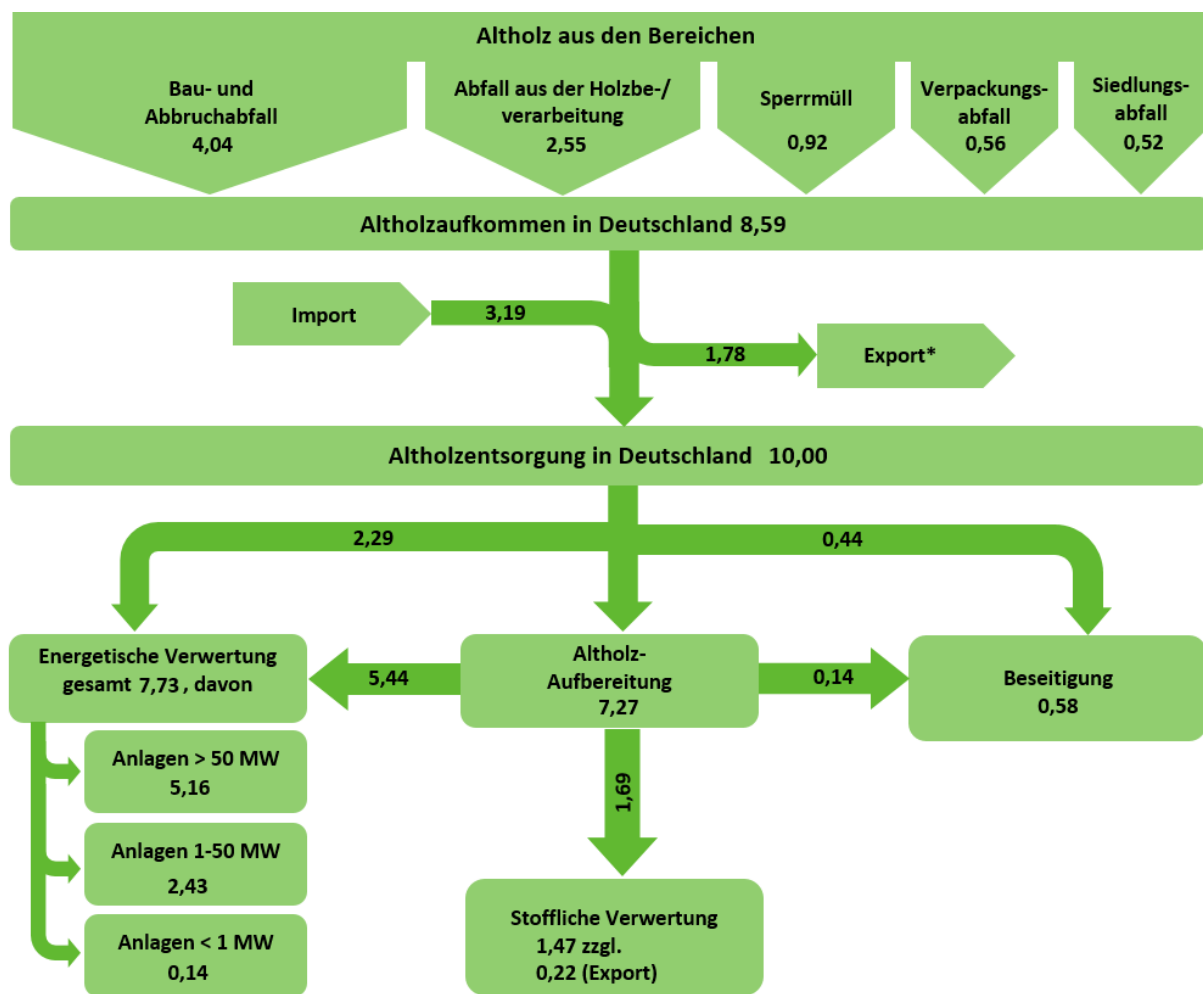 Altholz aus den Bereichen
Bau- und
Abbruchabfall
4,04
Abfall aus der Holzbe-/
verarbeitung
2,55
Sperrmüll
0,92
Verpackungs-
abfall
0,56
Siedlungs-
abfall
0,52
Altholzaufkommen in Deutschland 8,59
Import
3,19
1,78
Export*
Altholzentsorgung in Deutschland 10,00
2,29
0,44
Energetische Verwertung
gesamt 7,73 , davon
5,44
Altholz-
Aufbereitung
7,27
0,14
Beseitigung
0,58
Anlagen > 50 MW
5,16
Anlagen 1-50 MW
2,43
Anlagen < 1 MW
0,14
1,69
Stoffliche Verwertung
1,47 zzgl.
0,22 (Export)